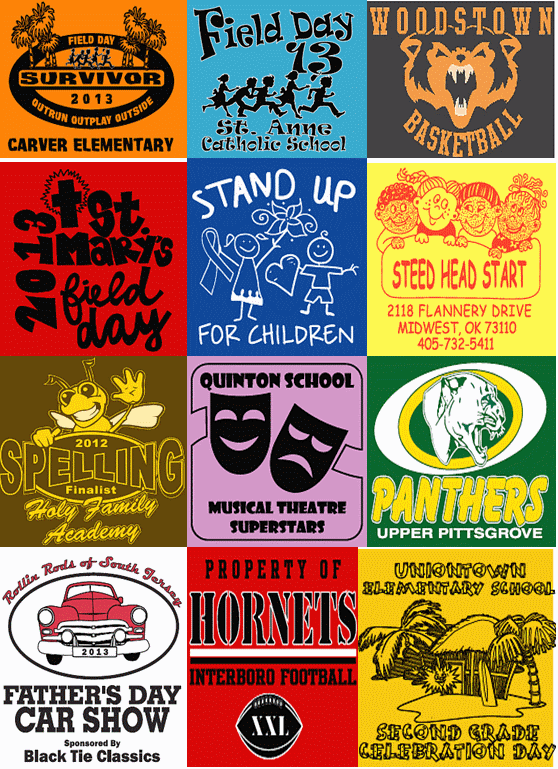 FIELD DAY
SURVIVOR
2013
OUTRUN OUTPLAY OUTSIDE
CARVER ELEMENTARY
Field Day
13
St. Anne
Catholic School
WOODSTOWN
BASKETBALL
2013
St.
MARY'S
field
day
STAND UP
FOR CHILDREN
STEED HEAD START
2118 FLANNERY DRIVE
MIDWEST, OK 73110
405-732-5411
2012
SPELLING
Finalist
Holy Family
Academy
QUINTON SCHOOL
MUSICAL THEATRE
SUPERSTARS
PANTHERS
UPPER PITTSGROVE
Rollin Rods of South Jersey
2013
FATHER'S DAY
CAR SHOW
Sponsored By
Black Tie Classics
PROPERTY OF
HORNETS
INTERBORO FOOTBALL
XXL
UNIONTOWN
ELEMENTARY SCHOOL
SECOND GRADE
CELEBRATION DAY